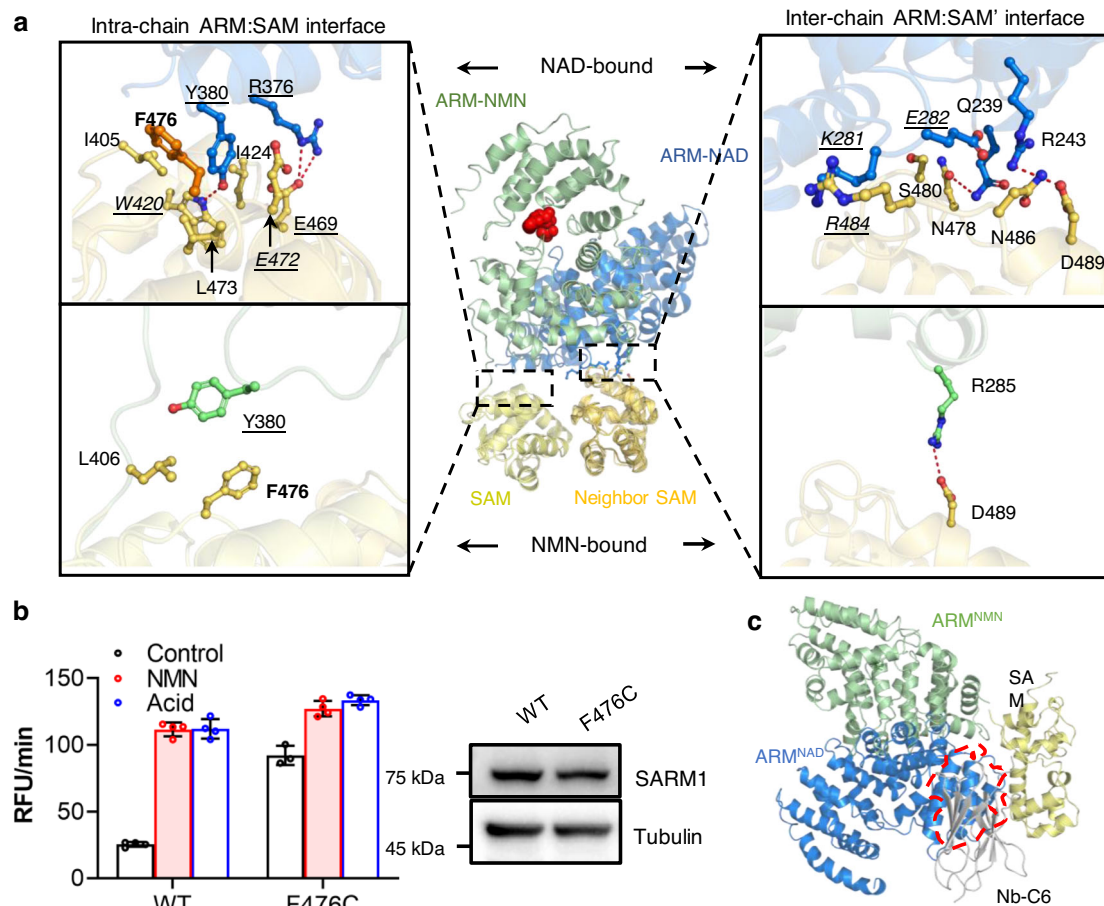 a
Intra-chain ARM:SAM interface
Inter-chain ARM:SAM' interface
NAD-bound
ARM-NMN
ARM-NAD
Y380
R376
F476
I405
I424
W420
E469
E472
L473
Q239
E282
K281
R243
S480
N478
R484
N486
D489
Y380
L406
F476
R285
D489
SAM
Neighbor SAM
NMN-bound
b
Control
NMN
Acid
150
100
50
0
RFU/min
WT
F476C
WT
F476C
75 kDa
SARM1
45 kDa
Tubulin
c
ARM^NMN
SA
M
ARM^NAD
Nb-C6